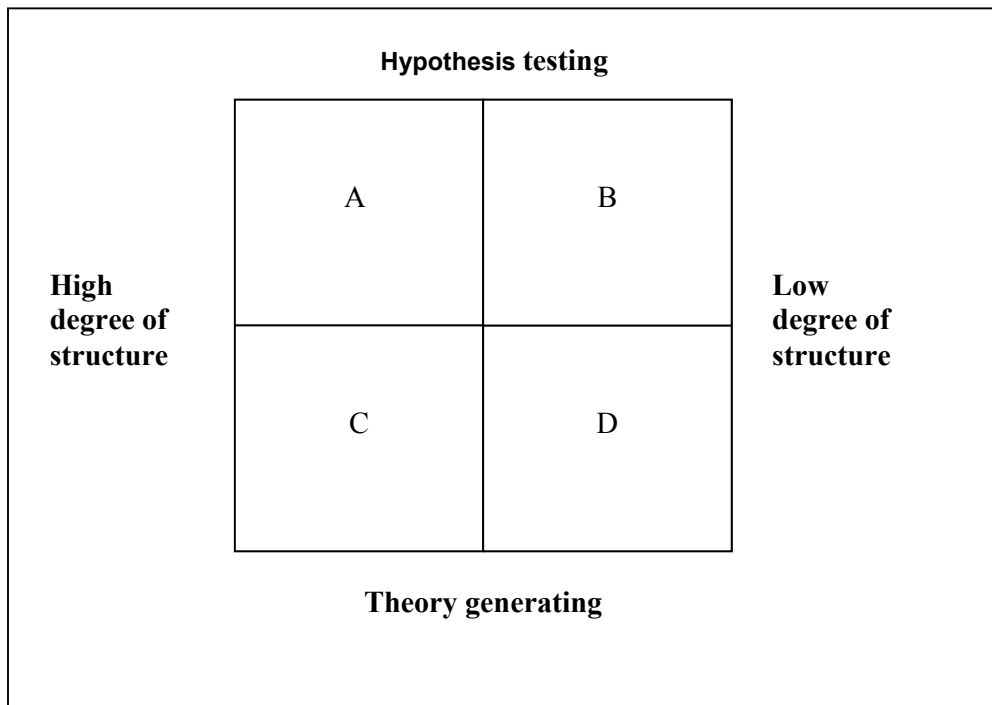 Hypothesis testing
A
B
High
degree of
structure
Low
degree of
structure
C
D
Theory generating